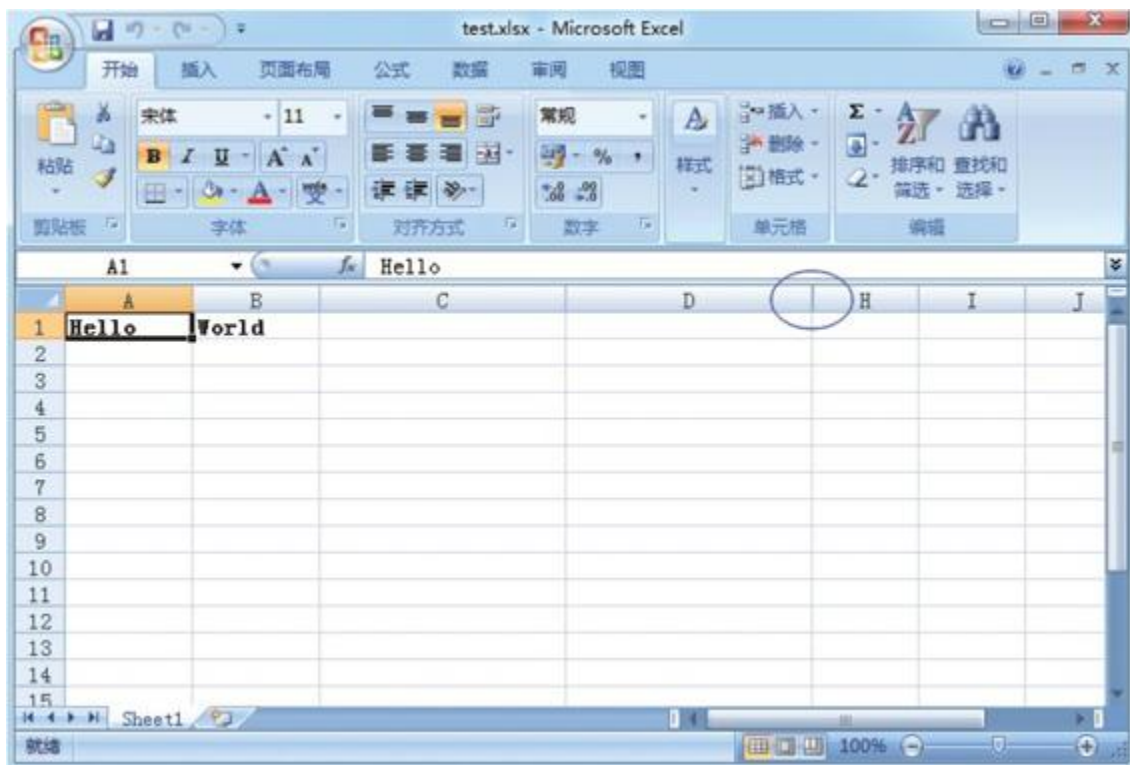 test.xlsx - Microsoft Excel
开始 插入 页面布局 公式 数据 审阅 视图
宋体 11 常规 Σ 插入
粘贴 B I U A A % , 样式 删除 排序和筛选 查找和选择
A 格式
剪贴板 字体 对齐方式 数字 单元格 编辑
A1 fx Hello
A B C D H I J
1 Hello World
2
3
4
5
6
7
8
9
10
11
12
13
14
15
Sheet1
就绪 100%